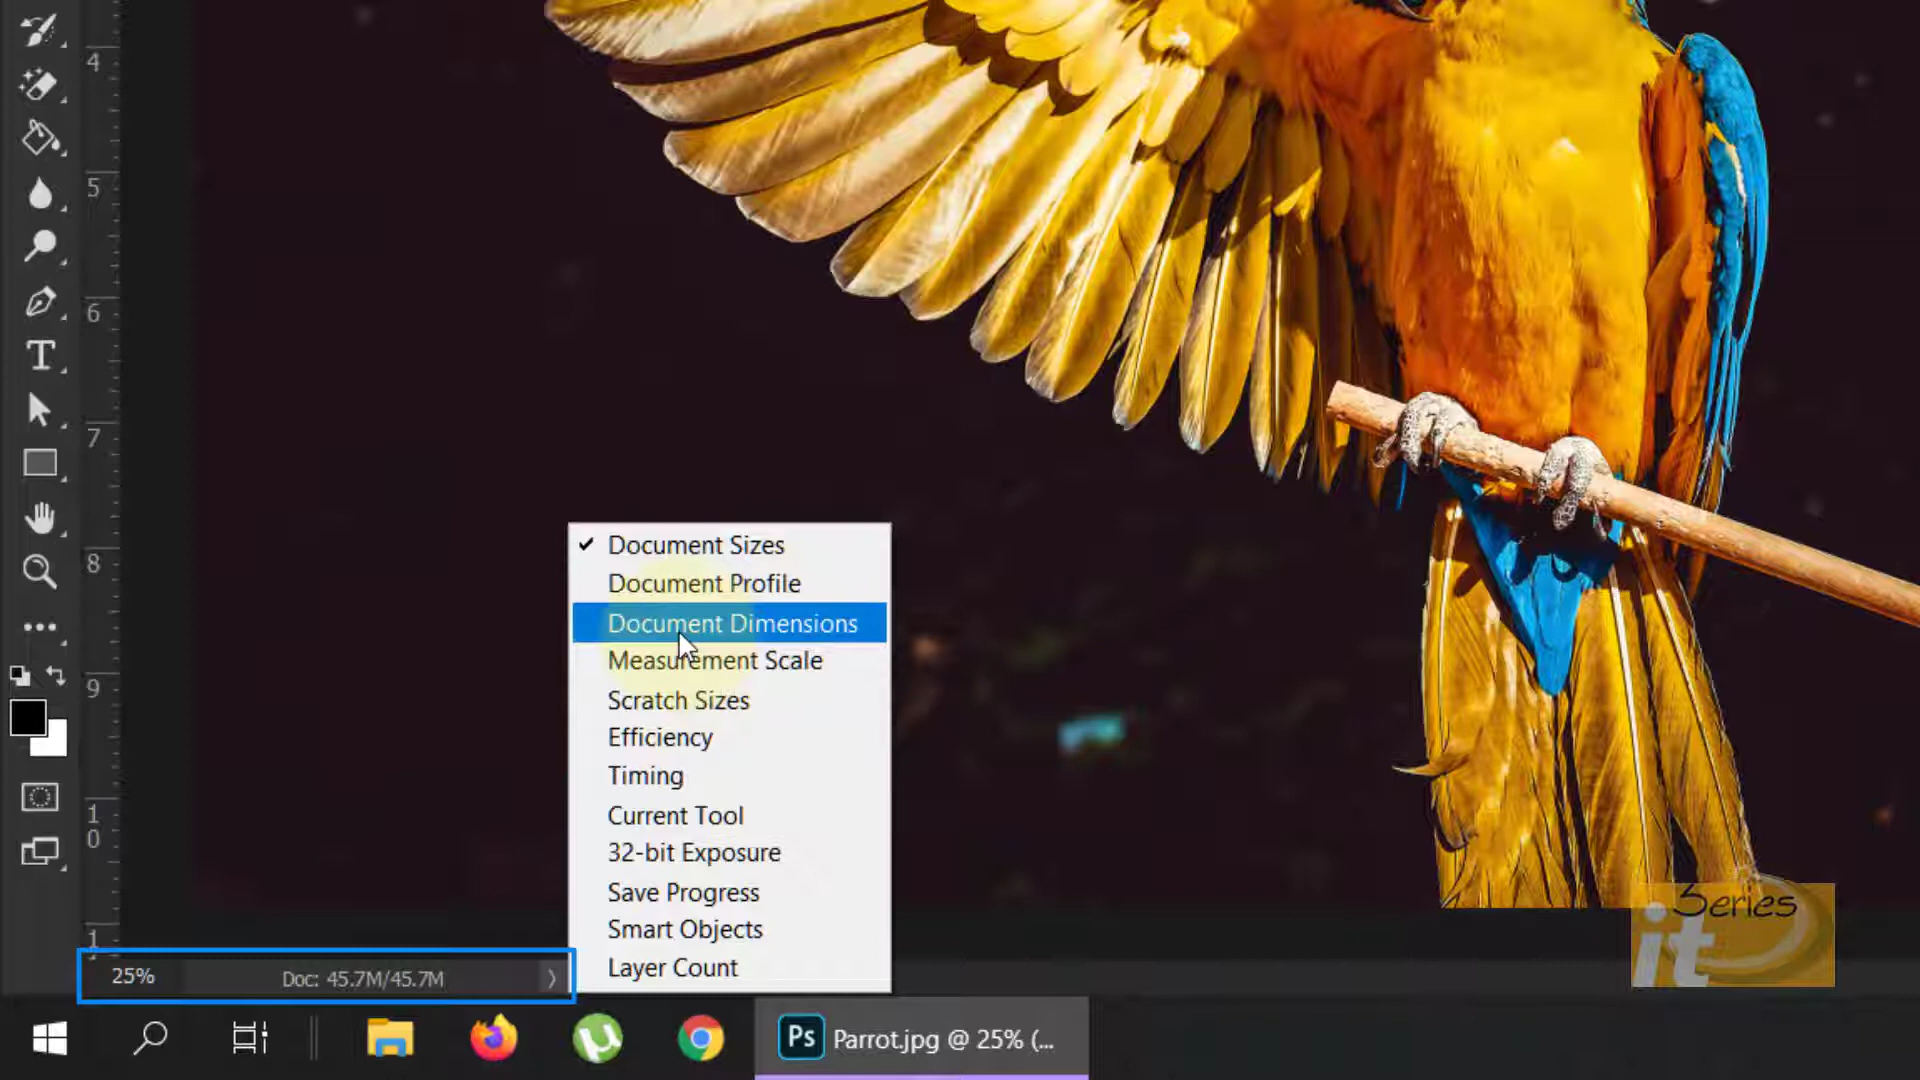 4
5
6
7
8
9
1
0
1
T
Document Sizes
Document Profile
Document Dimensions
Measurement Scale
Scratch Sizes
Efficiency
Timing
Current Tool
32-bit Exposure
Save Progress
Smart Objects
Layer Count
25%
Doc: 45.7M/45.7M
Series
it
Ps
Parrot.jpg @ 25% (...